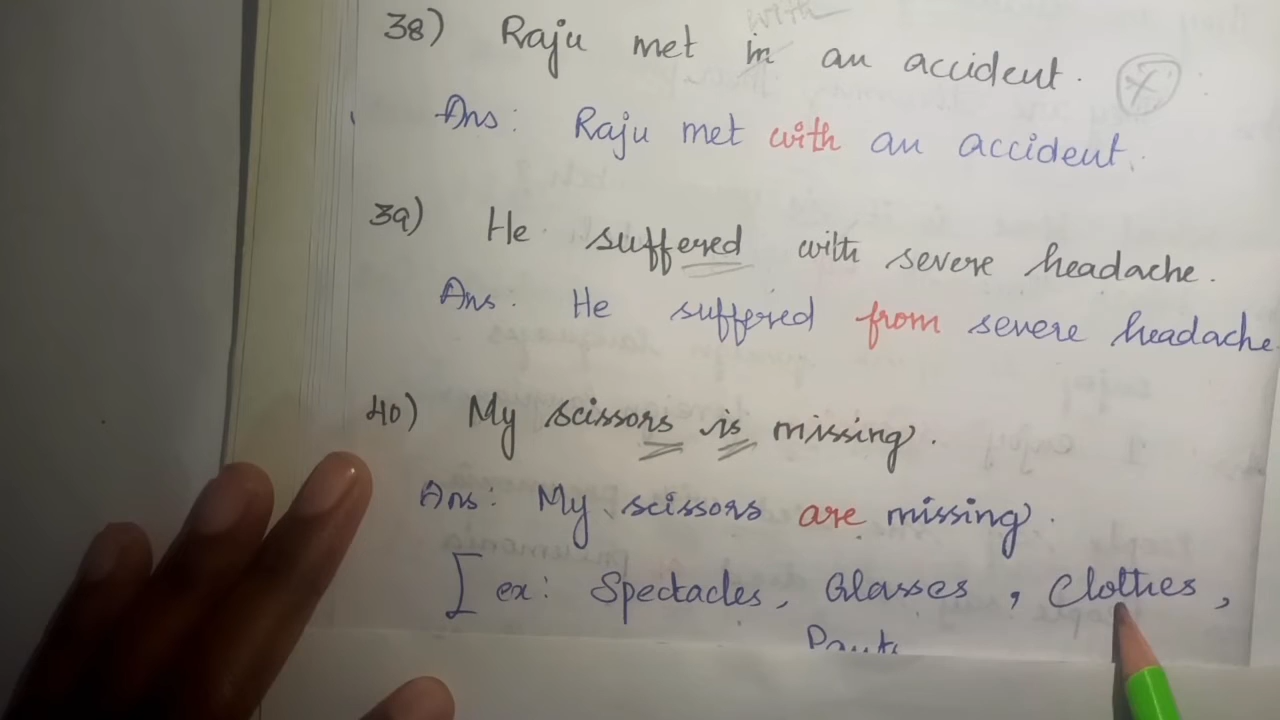 with
38) Raju met in an accident.
Ans: Raju met with an accident.
39) He suffered with severe headache.
Ans: He suffered from severe headache
40) My scissors is missing.
Ans: My scissors are missing.
[ex: Spectacles, Glasses, Clothes,